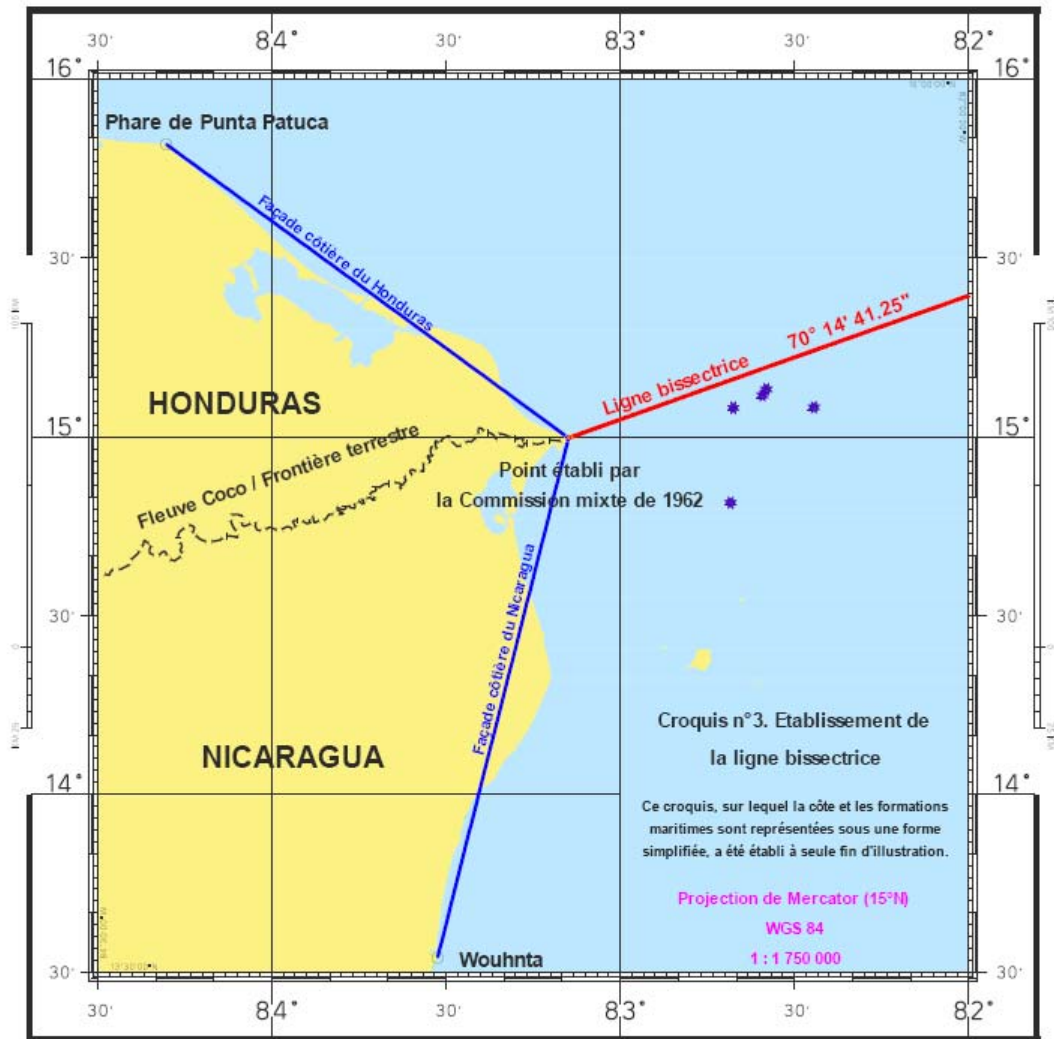 30'
84°
30'
83°
30'
82°
16°
16°
Phare de Punta Patuca
Façade côtière du Honduras
30'
30'
70° 14' 41.25"
Ligne bissectrice
HONDURAS
15°
15°
Fleuve Coco / Frontière terrestre
Point établi par
la Commission mixte de 1962
Façade côtière du Nicaragua
30'
30'
NICARAGUA
Croquis n°3. Etablissement de
la ligne bissectrice
14°
14°
Ce croquis, sur lequel la côte et les formations
maritimes sont représentées sous une forme
simplifiée, a été établi à seule fin d'illustration.
Projection de Mercator (15°N)
WGS 84
1 : 1 750 000
Wouhnta
30'
30'
30'
84°
30'
83°
30'
82°